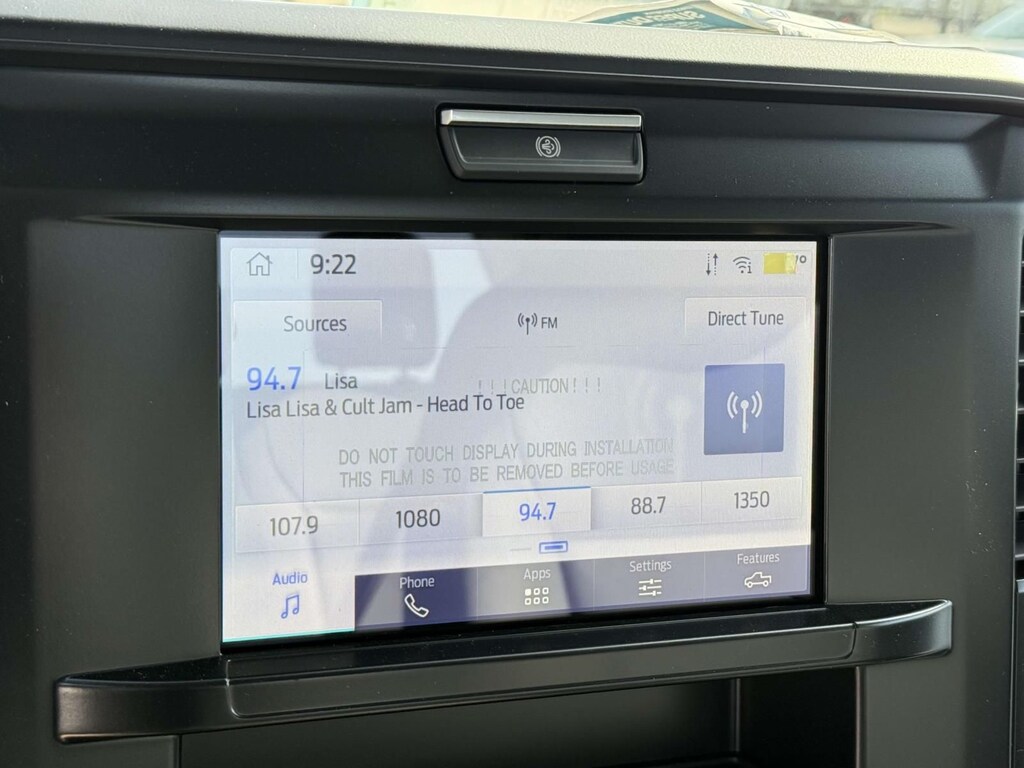 9:22
Sources
FM
Direct Tune
94.7 Lisa
Lisa Lisa & Cult Jam - Head To Toe
! ! ! CAUTION ! ! !
DO NOT TOUCH DISPLAY DURING INSTALLATION
THIS FILM IS TO BE REMOVED BEFORE USAGE
107.9 1080 94.7 88.7 1350
Audio Phone Apps Settings Features